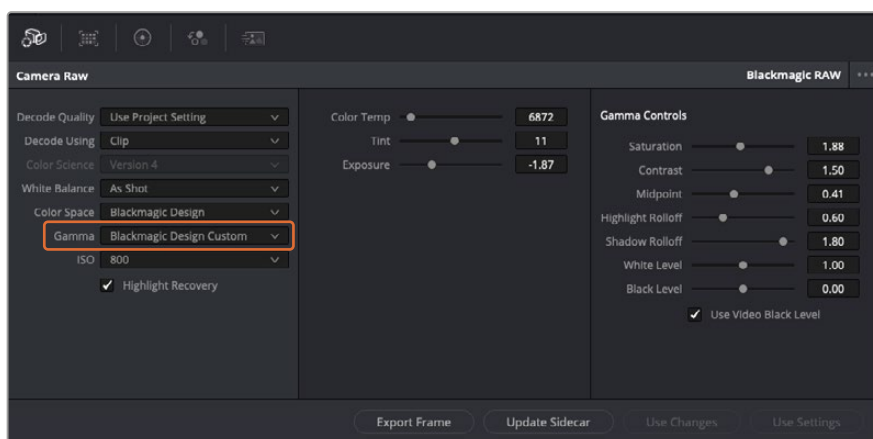 Camera Raw
Blackmagic RAW
Decode Quality Use Project Setting
Decode Using Clip
Color Science Version 4
White Balance As Shot
Color Space Blackmagic Design
Gamma Blackmagic Design Custom
ISO 800
Highlight Recovery
Color Temp 6872
Tint 11
Exposure -1.87
Gamma Controls
Saturation 1.88
Contrast 1.50
Midpoint 0.41
Highlight Rolloff 0.60
Shadow Rolloff 1.80
White Level 1.00
Black Level 0.00
Use Video Black Level
Export Frame Update Sidecar Use Changes Use Settings